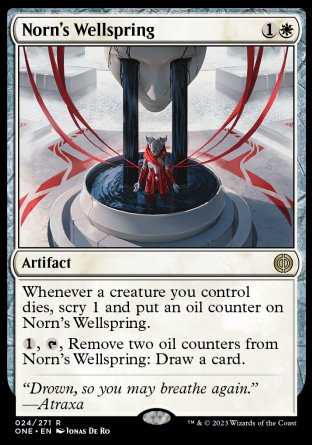 Norn's Wellspring 1
Artifact
Whenever a creature you control
dies, scry 1 and put an oil counter on
Norn's Wellspring.
1, , Remove two oil counters from
Norn's Wellspring: Draw a card.
"Drown, so you may breathe again."
—Atraxa
024/271 R
ONE • EN Jonas De Ro
™ & © 2023 Wizards of the Coast